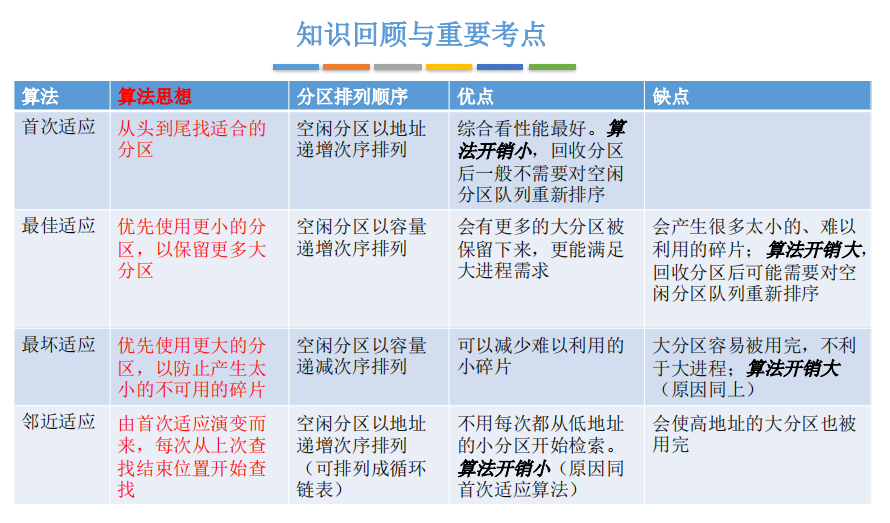 知识回顾与重要考点
算法
算法思想
分区排列顺序
优点
缺点
首次适应
从头到尾找适合的
分区
空闲分区以地址
递增次序排列
综合看性能最好。算
法开销小，回收分区
后一般不需要对空闲
分区队列重新排序
最佳适应
优先使用更小的分
区，以保留更多大
分区
空闲分区以容量
递增次序排列
会有更多的大分区被
保留下来，更能满足
大进程需求
会产生很多太小的、难以
利用的碎片；算法开销大，
回收分区后可能需要对空
闲分区队列重新排序
最坏适应
优先使用更大的分
区，以防止产生太
小的不可用的碎片
空闲分区以容量
递减次序排列
可以减少难以利用的
小碎片
大分区容易被用完，不利
于大进程；算法开销大
（原因同上）
邻近适应
由首次适应演变而
来，每次从上次查
找结束位置开始查
找
空闲分区以地址
递增次序排列
（可排列成循环
链表）
不用每次都从低地址
的小分区开始检索。
算法开销小（原因同
首次适应算法）
会使高地址的大分区也被
用完